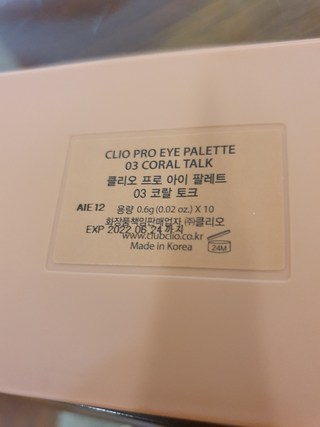 CLIO PRO EYE PALETTE
03 CORAL TALK
클리오 프로 아이 팔레트
03 코랄 토크
AIE12 용량 0.6g (0.02 oz.) X 10
화장품책임판매업자 ㈜클리오
EXP 2022 06 24 까지
www.clubclio.co.kr
Made in Korea
24M